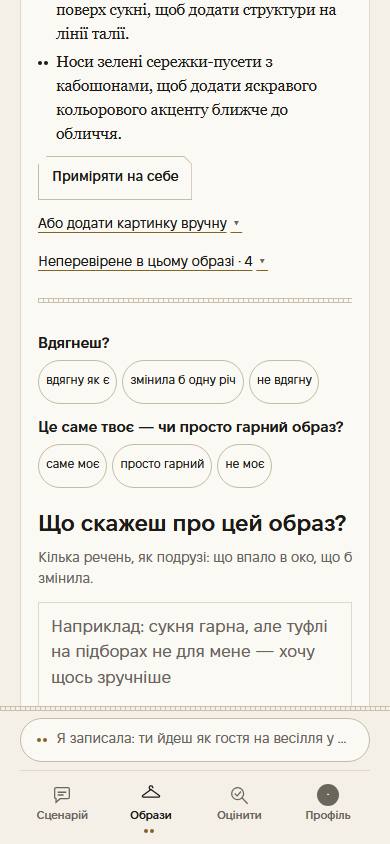 поверх сукні, щоб додати структури на
лінії талії.
Носи зелені сережки-пусети з
кабошонами, щоб додати яскравого
кольорового акценту ближче до
обличчя.
Приміряти на себе
Або додати картинку вручну
Неперевірене в цьому образі · 4
Вдягнеш?
вдягну як є
змінила б одну річ
не вдягну
Це саме твоє — чи просто гарний образ?
саме моє
просто гарний
не моє
Що скажеш про цей образ?
Кілька речень, як подрузі: що впало в око, що б
змінила.
Наприклад: сукня гарна, але туфлі
на підборах не для мене — хочу
щось зручніше
Я записала: ти йдеш як гостя на весілля у ...
Сценарій
Образи
Оцінити
Профіль